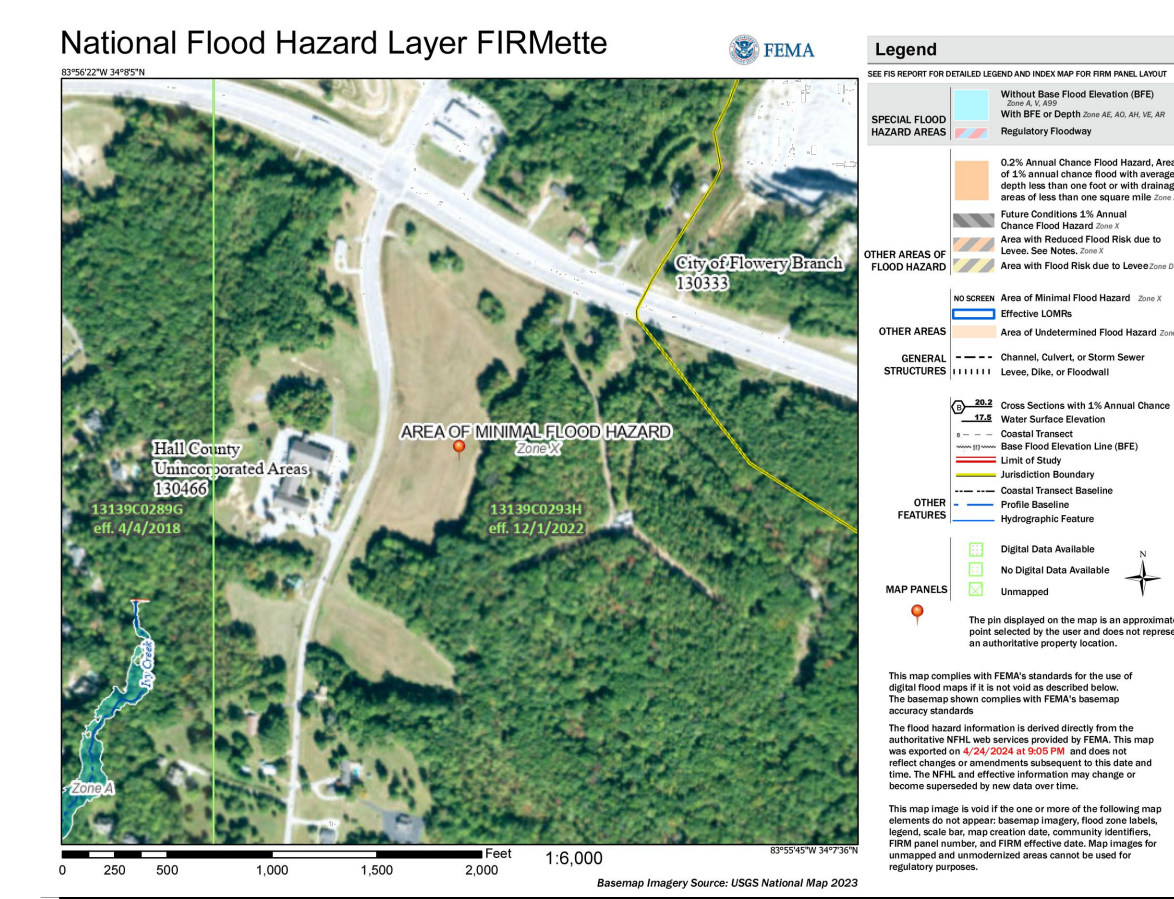 National Flood Hazard Layer FIRMette
FEMA
83°56'22"W 34°8'5"N
City of Flowery Branch
130333
AREA OF MINIMAL FLOOD HAZARD
Zone X
Hall County
Unincorporated Areas
130466
13139C0289G
eff. 4/4/2018
13139C0293H
eff. 12/1/2022
Ivy Creek
Zone A
Feet
1:6,000
83°55'45"W 34°7'36"N
0 250 500 1,000 1,500 2,000
Basemap Imagery Source: USGS National Map 2023
Legend
SEE FIS REPORT FOR DETAILED LEGEND AND INDEX MAP FOR FIRM PANEL LAYOUT
SPECIAL FLOOD
HAZARD AREAS
Without Base Flood Elevation (BFE)
Zone A, V, A99
With BFE or Depth Zone AE, AO, AH, VE, AR
Regulatory Floodway
OTHER AREAS OF
FLOOD HAZARD
0.2% Annual Chance Flood Hazard, Area
of 1% annual chance flood with average
depth less than one foot or with drainag
areas of less than one square mile Zone
Future Conditions 1% Annual
Chance Flood Hazard Zone X
Area with Reduced Flood Risk due to
Levee. See Notes. Zone X
Area with Flood Risk due to Levee Zone D
OTHER AREAS
NO SCREEN Area of Minimal Flood Hazard Zone X
Effective LOMRs
Area of Undetermined Flood Hazard Zone
GENERAL
STRUCTURES
Channel, Culvert, or Storm Sewer
Levee, Dike, or Floodwall
OTHER
FEATURES
B 20.2 Cross Sections with 1% Annual Chance
17.5 Water Surface Elevation
8 Coastal Transect
513 Base Flood Elevation Line (BFE)
Limit of Study
Jurisdiction Boundary
Coastal Transect Baseline
Profile Baseline
Hydrographic Feature
MAP PANELS
Digital Data Available
No Digital Data Available
Unmapped
N
The pin displayed on the map is an approximat
point selected by the user and does not represe
an authoritative property location.
This map complies with FEMA's standards for the use of
digital flood maps if it is not void as described below.
The basemap shown complies with FEMA's basemap
accuracy standards
The flood hazard information is derived directly from the
authoritative NFHL web services provided by FEMA. This map
was exported on 4/24/2024 at 9:05 PM and does not
reflect changes or amendments subsequent to this date and
time. The NFHL and effective information may change or
become superseded by new data over time.
This map image is void if the one or more of the following map
elements do not appear: basemap imagery, flood zone labels,
legend, scale bar, map creation date, community identifiers,
FIRM panel number, and FIRM effective date. Map images for
unmapped and unmodernized areas cannot be used for
regulatory purposes.